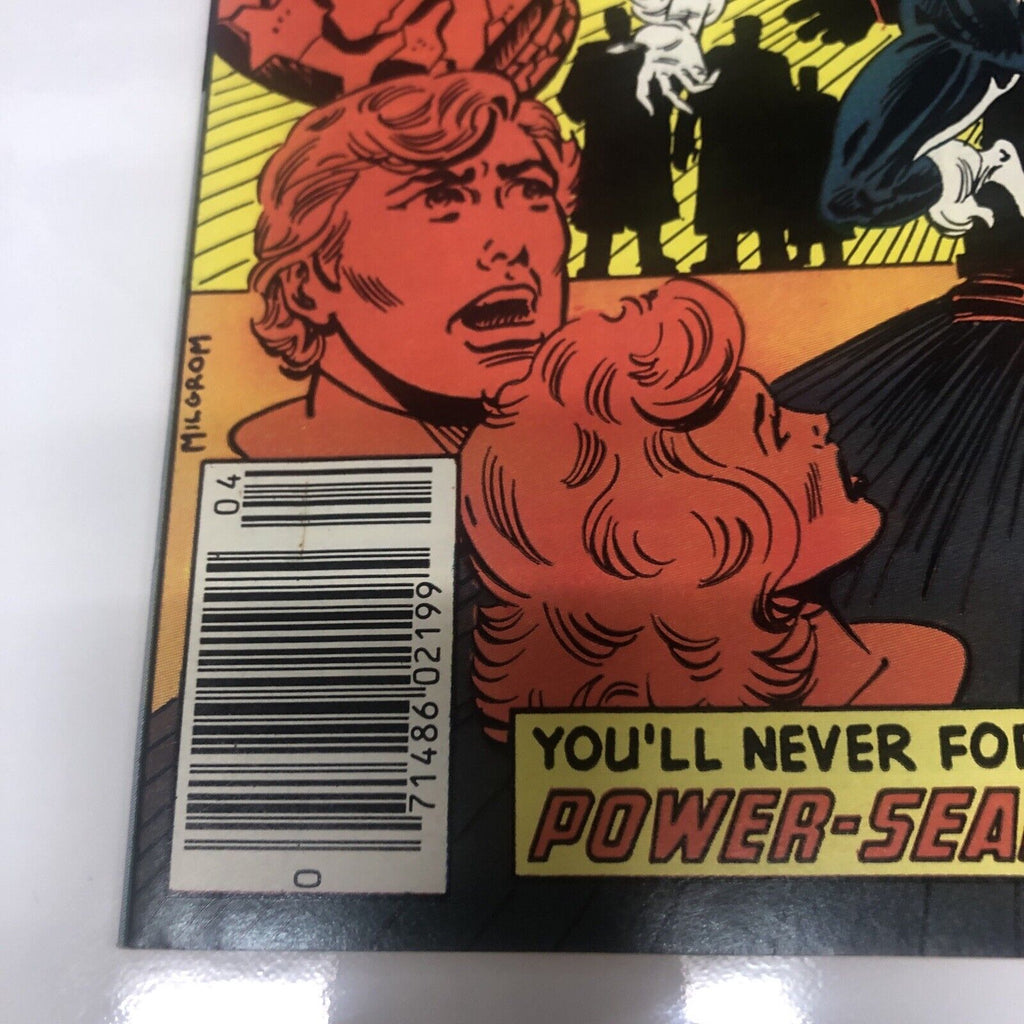 MILGROM
04
71486 02199
0
YOU'LL NEVER FO
POWER-SEA